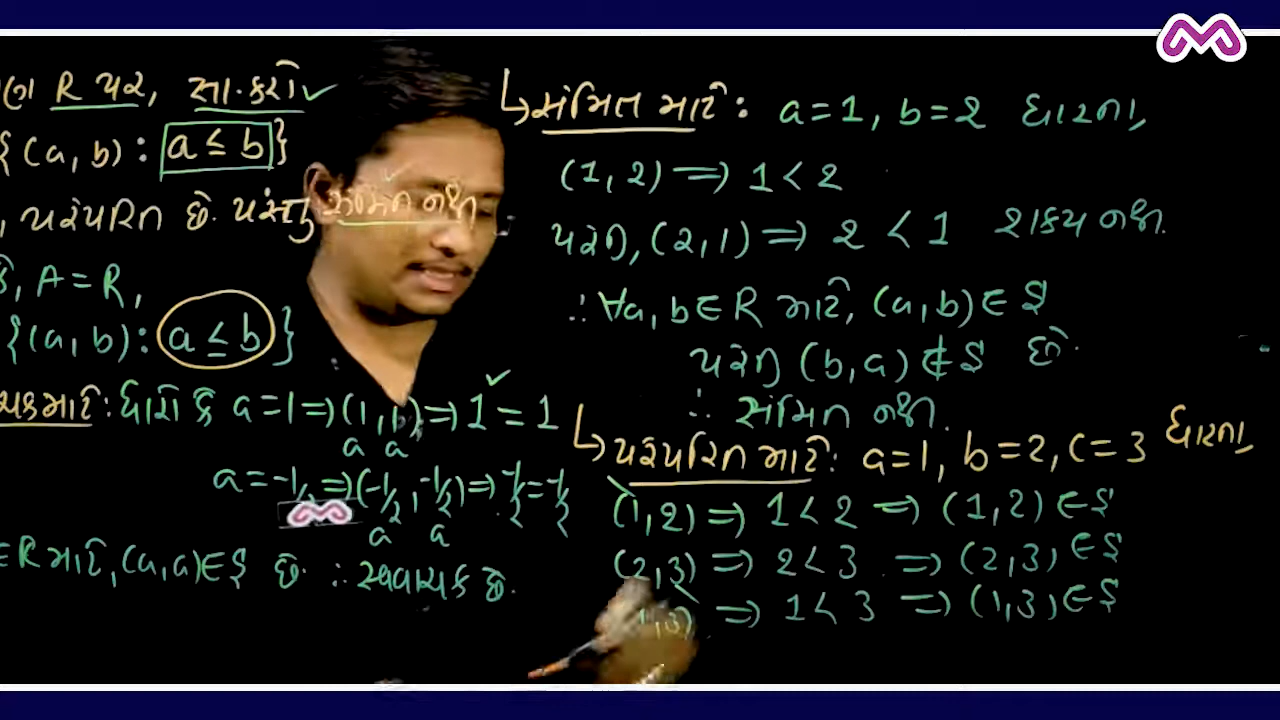 R પર, સા.કરો ✓
{(a, b) : a ≤ b}
, પરંપરિત છે. પરંતુ સંમિત નથી
, A = R,
{(a, b) : a ≤ b}
માટે : ધારો કે a = 1 ⇒ (1, 1) ⇒ 1 = 1
a a
a = -1/2 ⇒ (-1/2, -1/2) ⇒ -1/2 = -1/2
a a
∈ R માટે, (a, a) ∈ S છે ∴ સ્વવાચક છે.
↳ સંમિત માટે : a = 1, b = 2 ધારતા,
(1, 2) ⇒ 1 < 2
પરંતુ, (2, 1) ⇒ 2 < 1 શક્ય નથી.
∴ ∀a, b ∈ R માટે, (a, b) ∈ S
પરંતુ (b, a) ∉ S છે.
∴ સંમિત નથી.
↳ પરંપરિત માટે : a = 1, b = 2, c = 3 ધારતા,
(1, 2) ⇒ 1 < 2 ⇒ (1, 2) ∈ S
(2, 3) ⇒ 2 < 3 ⇒ (2, 3) ∈ S
(1, 3) ⇒ 1 < 3 ⇒ (1, 3) ∈ S